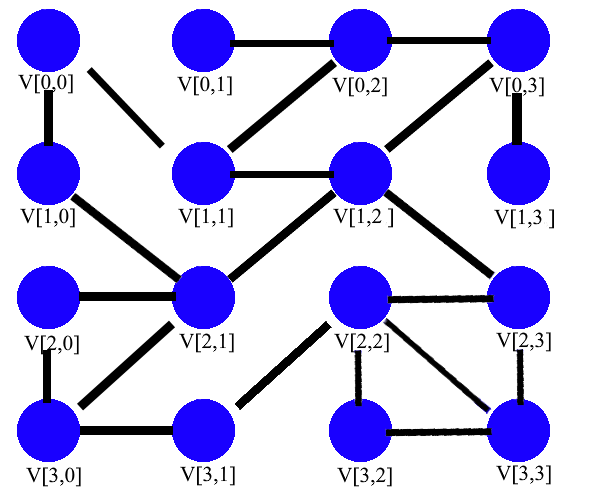 V[0,0]
V[0,1]
V[0,2]
V[0,3]
V[1,0]
V[1,1]
V[1,2 ]
V[1,3 ]
V[2,0]
V[2,1]
V[2,2]
V[2,3]
V[3,0]
V[3,1]
V[3,2]
V[3,3]